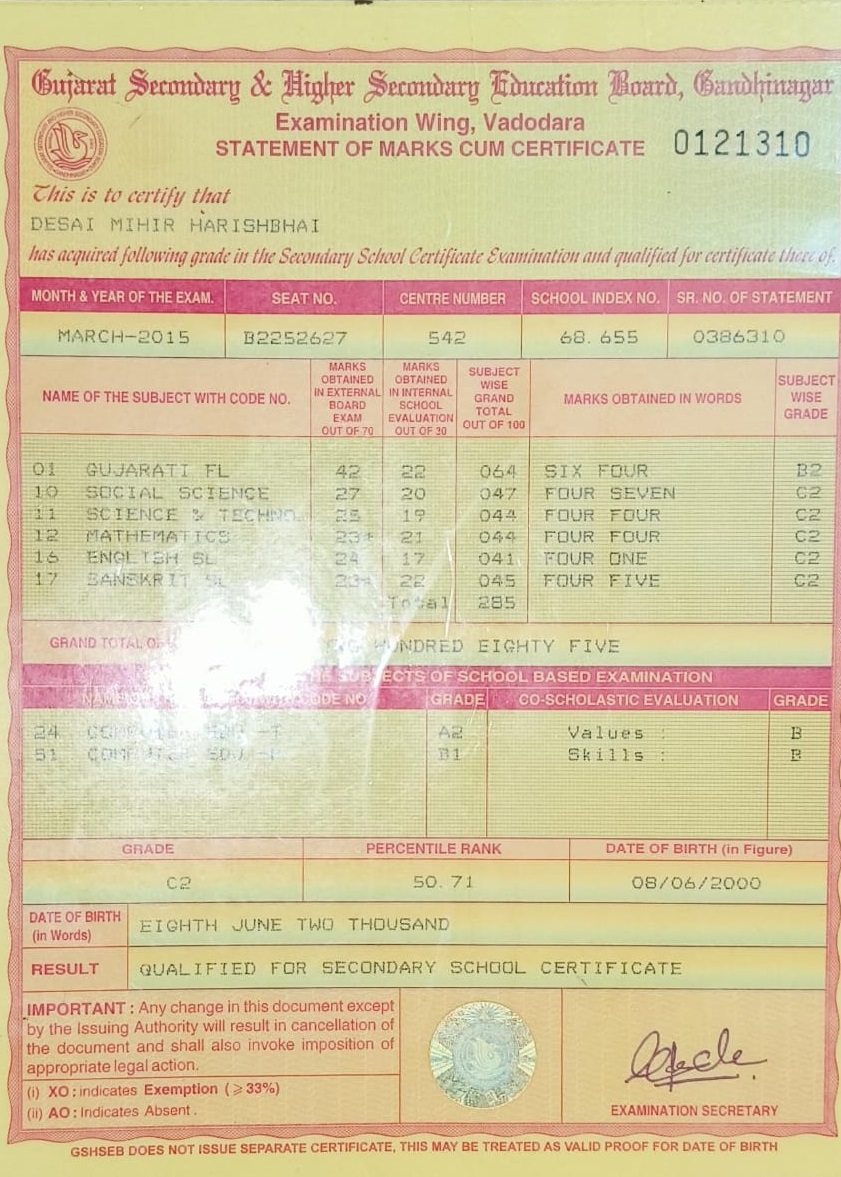 Gujarat Secondary & Higher Secondary Education Board, Gandhinagar
Examination Wing, Vadodara
STATEMENT OF MARKS CUM CERTIFICATE 0121310
This is to certify that
DESAI MIHIR HARISHBHAI
has acquired following grade in the Secondary School Certificate Examination and qualified for certificate there of.
MONTH & YEAR OF THE EXAM. SEAT NO. CENTRE NUMBER SCHOOL INDEX NO. SR. NO. OF STATEMENT
MARCH-2015 B2252627 542 68.655 0386310
NAME OF THE SUBJECT WITH CODE NO. MARKS OBTAINED IN EXTERNAL BOARD EXAM OUT OF 70 MARKS OBTAINED IN INTERNAL SCHOOL EVALUATION OUT OF 30 SUBJECT WISE GRAND TOTAL OUT OF 100 MARKS OBTAINED IN WORDS SUBJECT WISE GRADE
01 GUJARATI FL 42 22 064 SIX FOUR B2
10 SOCIAL SCIENCE 27 20 047 FOUR SEVEN C2
11 SCIENCE & TECHNO. 25 19 044 FOUR FOUR C2
12 MATHEMATICS 23* 21 044 FOUR FOUR C2
16 ENGLISH SL 24 17 041 FOUR ONE C2
17 SANSKRIT SL 23* 22 045 FOUR FIVE C2
Total 285
GRAND TOTAL HUNDRED EIGHTY FIVE
SUBJECTS OF SCHOOL BASED EXAMINATION
CODE NO. GRADE CO-SCHOLASTIC EVALUATION GRADE
24 COMPUTER EDU -T A2 Values : B
51 COMPUTER EDU B1 Skills : B
GRADE PERCENTILE RANK DATE OF BIRTH (in Figure)
C2 50.71 08/06/2000
DATE OF BIRTH (in Words) EIGHTH JUNE TWO THOUSAND
RESULT QUALIFIED FOR SECONDARY SCHOOL CERTIFICATE
IMPORTANT : Any change in this document except
by the Issuing Authority will result in cancellation of
the document and shall also invoke imposition of
appropriate legal action.
(i) XO : indicates Exemption (⩾33%)
(ii) AO : Indicates Absent.
EXAMINATION SECRETARY
GSHSEB DOES NOT ISSUE SEPARATE CERTIFICATE, THIS MAY BE TREATED AS VALID PROOF FOR DATE OF BIRTH